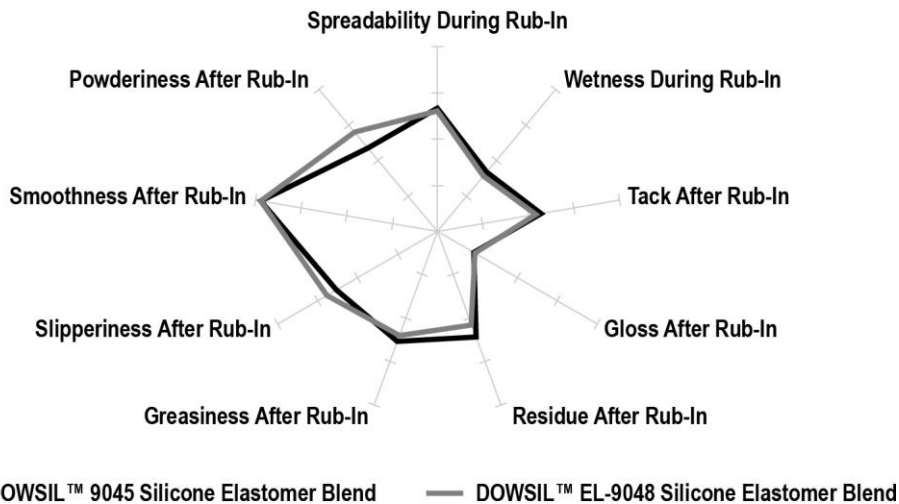 Spreadability During Rub-In
Powderiness After Rub-In
Wetness During Rub-In
Smoothness After Rub-In
Tack After Rub-In
Slipperiness After Rub-In
Gloss After Rub-In
Greasiness After Rub-In
Residue After Rub-In
OWSIL™ 9045 Silicone Elastomer Blend
DOWSIL™ EL-9048 Silicone Elastomer Blend